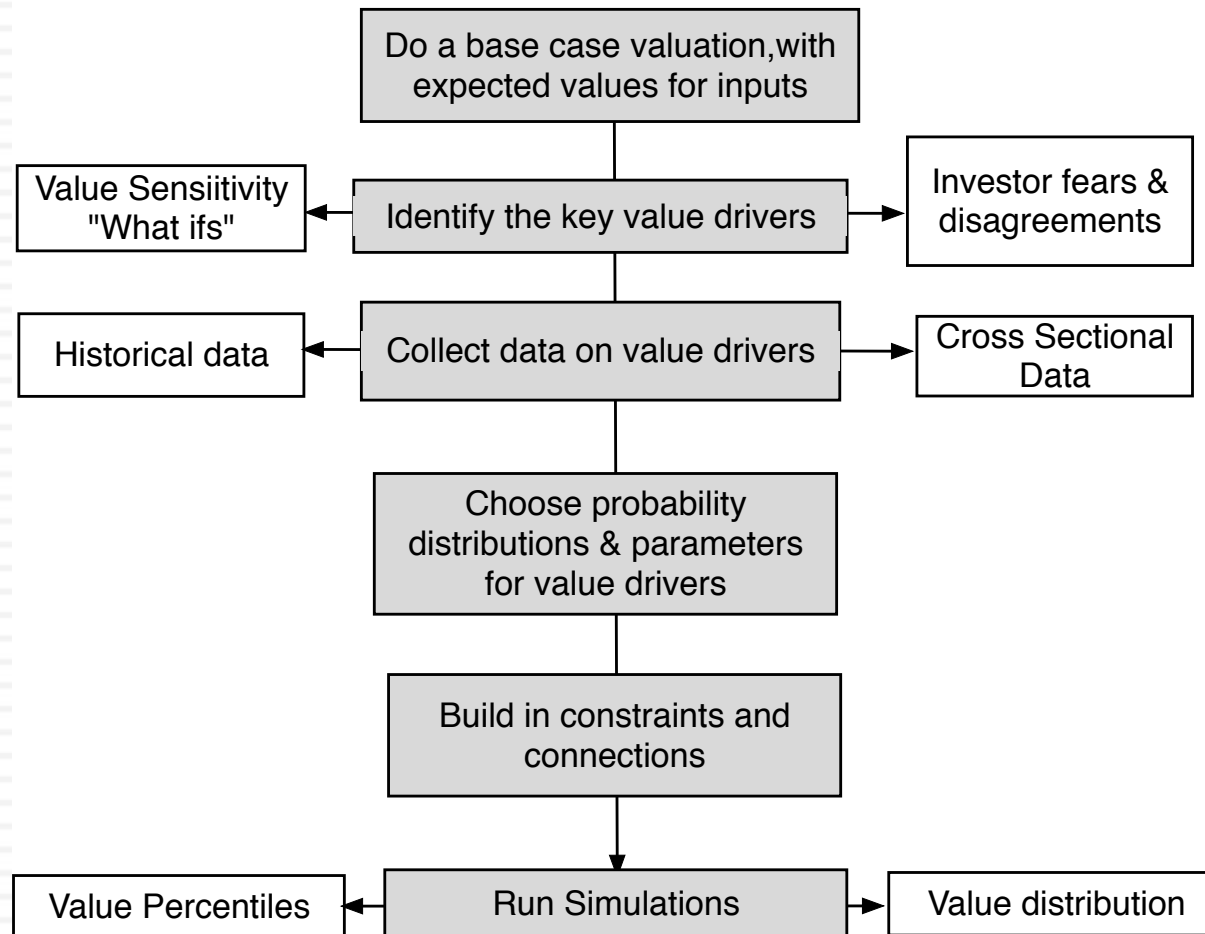 Do a base case valuation,with
expected values for inputs
Value Sensiitivity
"What ifs"
Identify the key value drivers
Investor fears &
disagreements
Historical data
Collect data on value drivers
Cross Sectional
Data
Choose probability
distributions & parameters
for value drivers
Build in constraints and
connections
Value Percentiles
Run Simulations
Value distribution